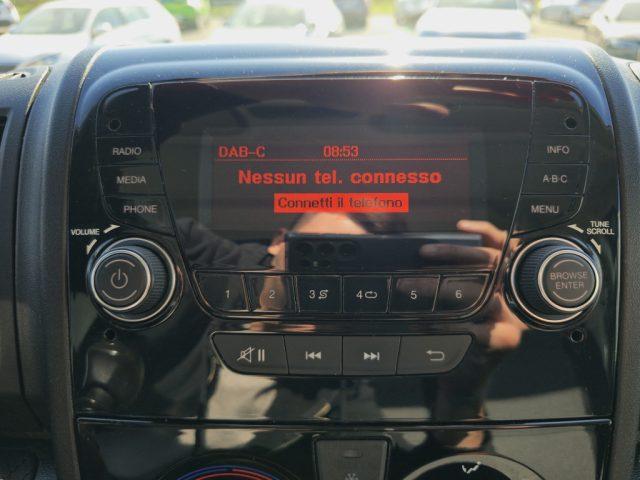 DAB-C 08:53
Nessun tel. connesso
Connetti il telefono
RADIO
MEDIA
PHONE
INFO
A·B·C
MENU
VOLUME
TUNE
SCROLL
BROWSE
ENTER
1 2 3 4 5 6